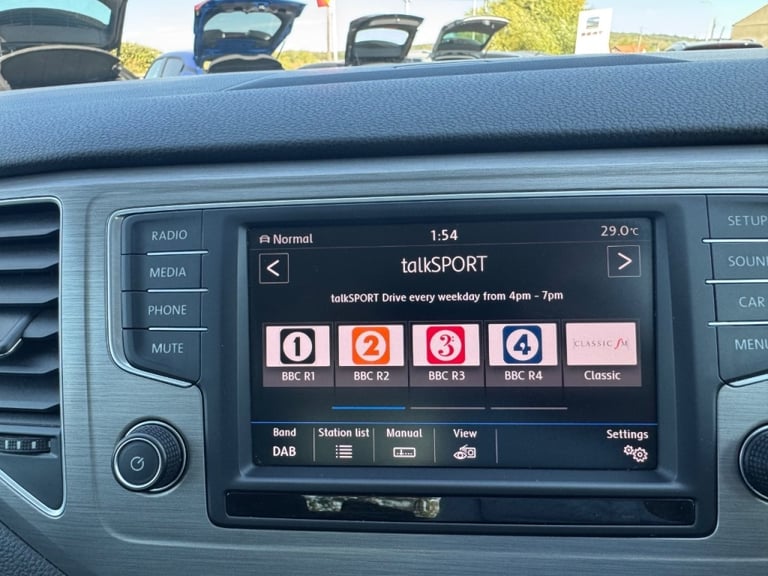 SEAT
RADIO
MEDIA
PHONE
MUTE
Normal 1:54 29.0°C
< talkSPORT >
talkSPORT Drive every weekday from 4pm - 7pm
1 2 3 4 CLASSIC fM
BBC R1 BBC R2 BBC R3 BBC R4 Classic
Band Station list Manual View Settings
DAB
SETUP
SOUN
CAR
MENU